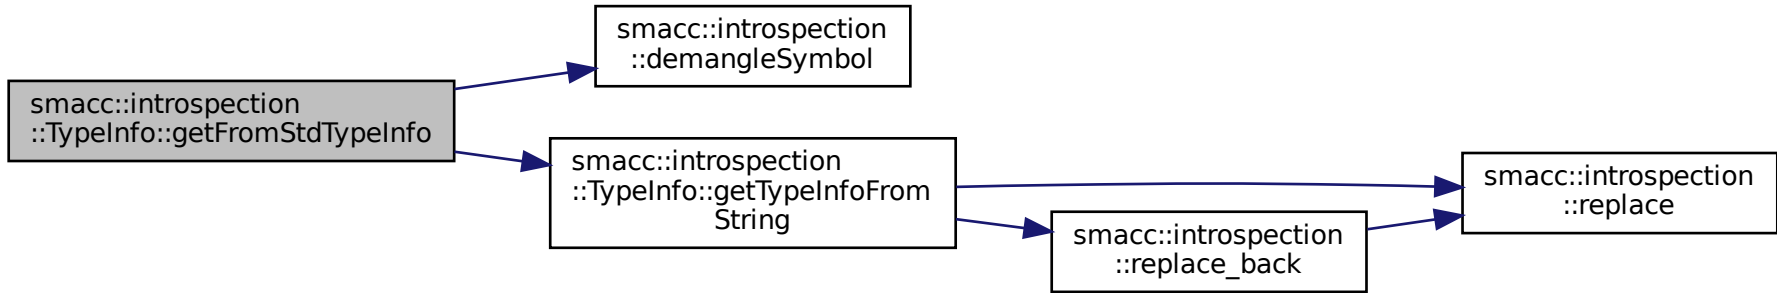 smacc::introspection
::TypeInfo::getFromStdTypeInfo
smacc::introspection
::demangleSymbol
smacc::introspection
::TypeInfo::getTypeInfoFrom
String
smacc::introspection
::replace_back
smacc::introspection
::replace